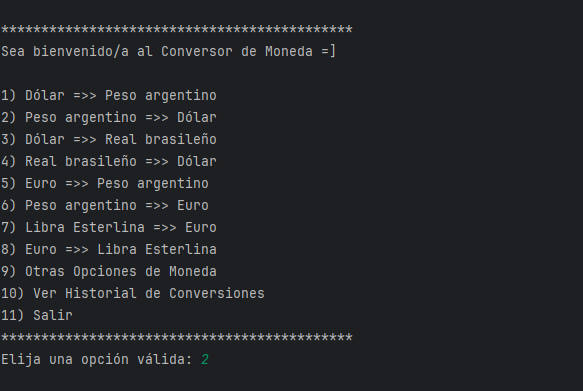 ********************************************
Sea bienvenido/a al Conversor de Moneda =]
1) Dólar =>> Peso argentino
2) Peso argentino =>> Dólar
3) Dólar =>> Real brasileño
4) Real brasileño =>> Dólar
5) Euro =>> Peso argentino
6) Peso argentino =>> Euro
7) Libra Esterlina =>> Euro
8) Euro =>> Libra Esterlina
9) Otras Opciones de Moneda
10) Ver Historial de Conversiones
11) Salir
********************************************
Elija una opción válida: 2